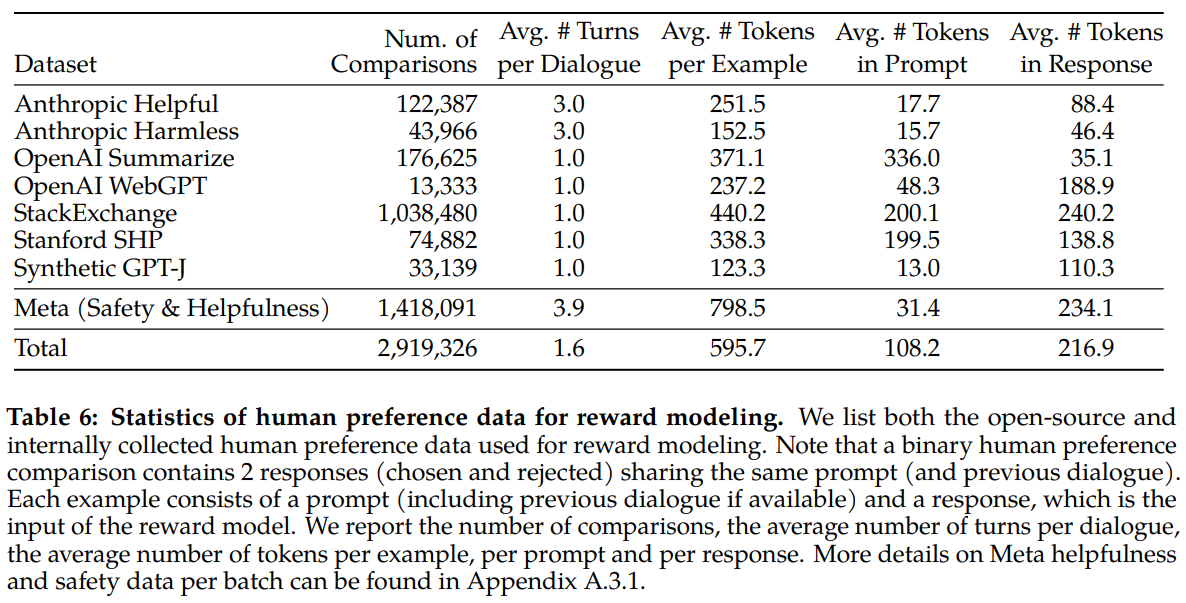 Dataset Num. of Comparisons Avg. # Turns per Dialogue Avg. # Tokens per Example Avg. # Tokens in Prompt Avg. # Tokens in Response
Anthropic Helpful 122,387 3.0 251.5 17.7 88.4
Anthropic Harmless 43,966 3.0 152.5 15.7 46.4
OpenAI Summarize 176,625 1.0 371.1 336.0 35.1
OpenAI WebGPT 13,333 1.0 237.2 48.3 188.9
StackExchange 1,038,480 1.0 440.2 200.1 240.2
Stanford SHP 74,882 1.0 338.3 199.5 138.8
Synthetic GPT-J 33,139 1.0 123.3 13.0 110.3
Meta (Safety & Helpfulness) 1,418,091 3.9 798.5 31.4 234.1
Total 2,919,326 1.6 595.7 108.2 216.9
Table 6: Statistics of human preference data for reward modeling. We list both the open-source and
internally collected human preference data used for reward modeling. Note that a binary human preference
comparison contains 2 responses (chosen and rejected) sharing the same prompt (and previous dialogue).
Each example consists of a prompt (including previous dialogue if available) and a response, which is the
input of the reward model. We report the number of comparisons, the average number of turns per dialogue,
the average number of tokens per example, per prompt and per response. More details on Meta helpfulness
and safety data per batch can be found in Appendix A.3.1.